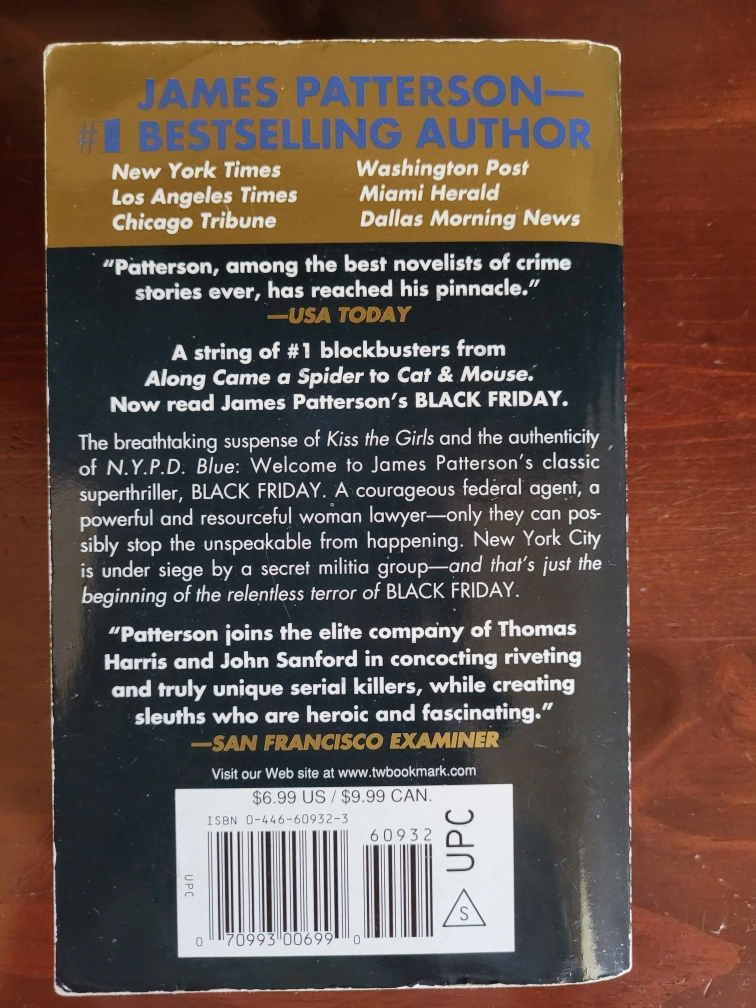 JAMES PATTERSON—
#1 BESTSELLING AUTHOR
New York Times Washington Post
Los Angeles Times Miami Herald
Chicago Tribune Dallas Morning News
“Patterson, among the best novelists of crime
stories ever, has reached his pinnacle.”
—USA TODAY
A string of #1 blockbusters from
Along Came a Spider to Cat & Mouse.
Now read James Patterson’s BLACK FRIDAY.
The breathtaking suspense of Kiss the Girls and the authenticity
of N.Y.P.D. Blue: Welcome to James Patterson’s classic
superthriller, BLACK FRIDAY. A courageous federal agent, a
powerful and resourceful woman lawyer—only they can pos-
sibly stop the unspeakable from happening. New York City
is under siege by a secret militia group—and that’s just the
beginning of the relentless terror of BLACK FRIDAY.
“Patterson joins the elite company of Thomas
Harris and John Sanford in concocting riveting
and truly unique serial killers, while creating
sleuths who are heroic and fascinating.”
—SAN FRANCISCO EXAMINER
Visit our Web site at www.twbookmark.com
$6.99 US / $9.99 CAN.
ISBN 0-446-60932-3
60932
UPC
UPC
S
0 70993 00699 0